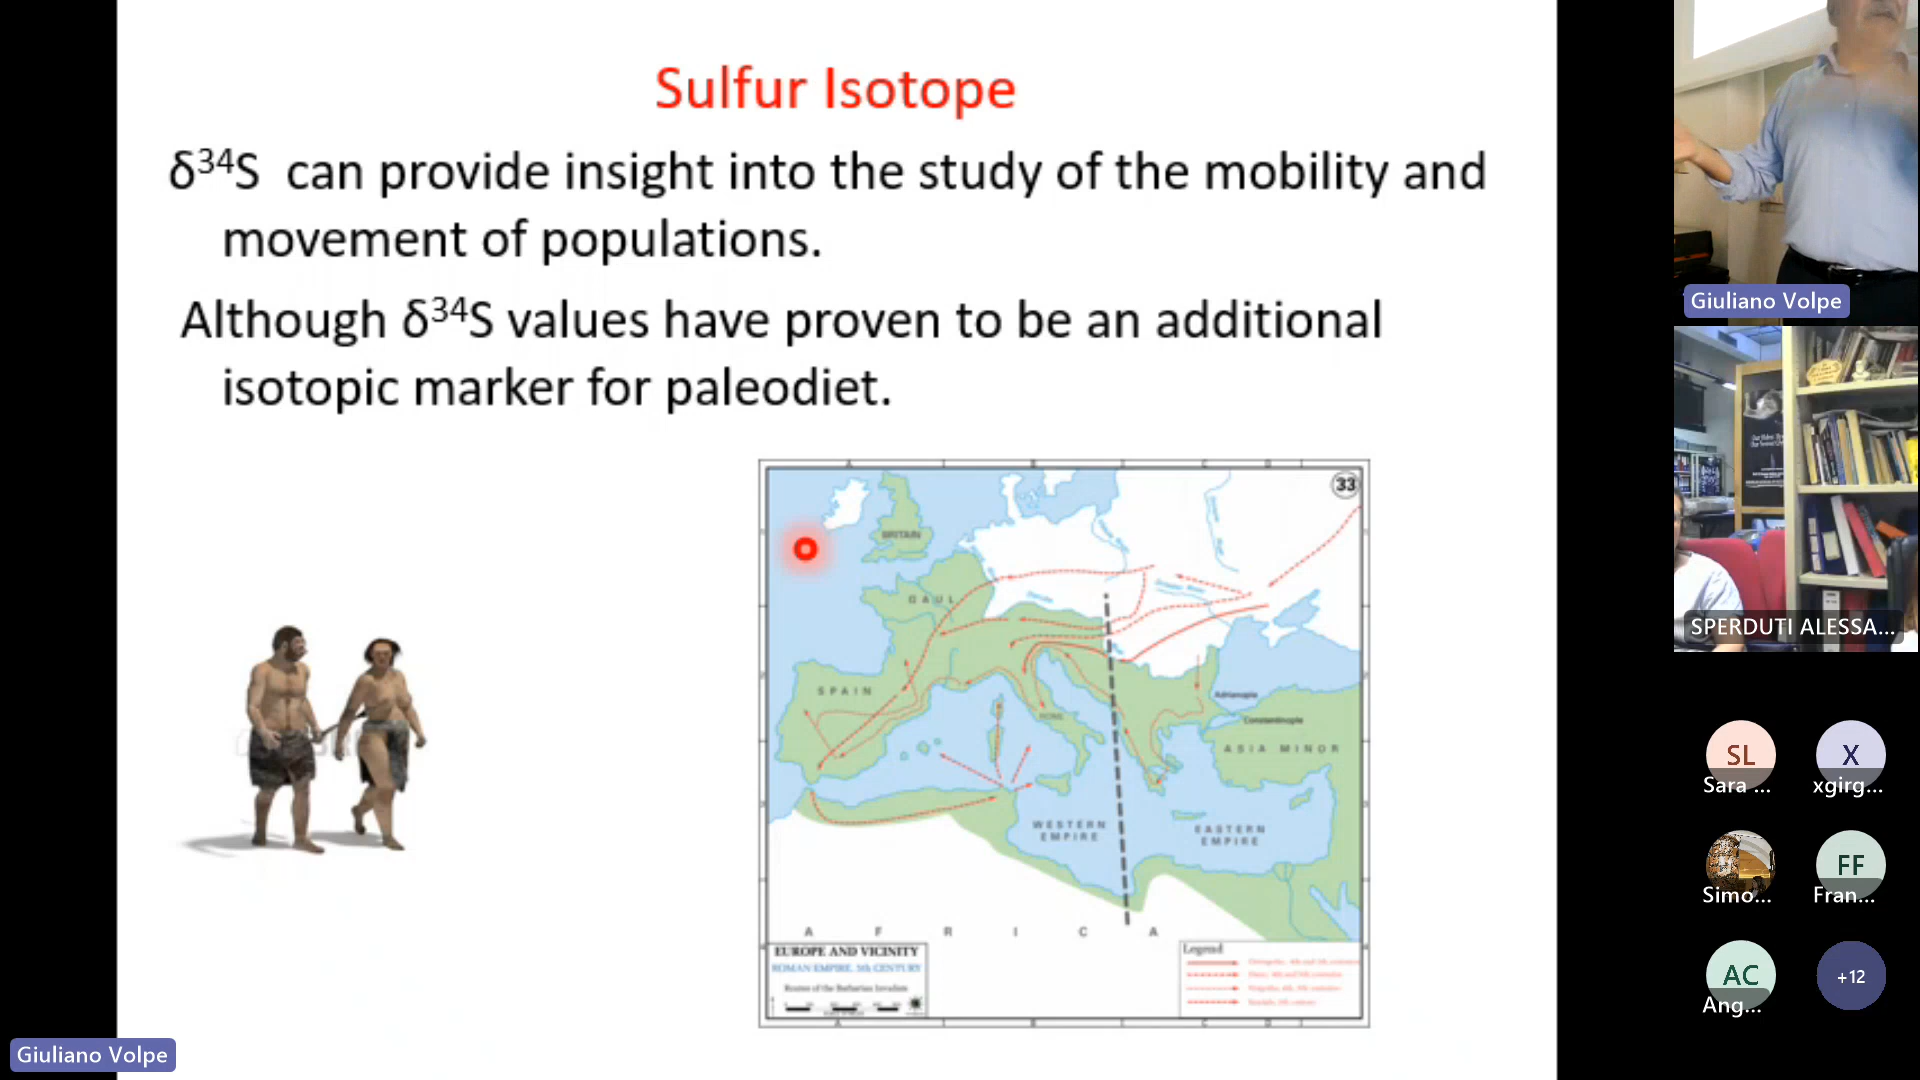 Sulfur Isotope
δ³⁴S can provide insight into the study of the mobility and
movement of populations.
Although δ³⁴S values have proven to be an additional
isotopic marker for paleodiet.
33
BRITAIN
GAUL
SPAIN
ROME
Adrianople
Constantinople
ASIA MINOR
WESTERN
EMPIRE
EASTERN
EMPIRE
A F R I C A
EUROPE AND VICINITY
ROMAN EMPIRE, 5th CENTURY
Routes of the Barbarian Invasions
Legend
Giuliano Volpe
Giuliano Volpe
SPERDUTI ALESSA...
SL
Sara ...
X
xgirg...
Simo...
FF
Fran...
AC
Ang...
+12